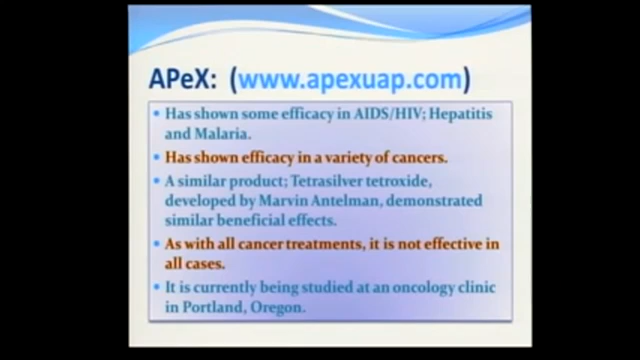 APeX: (www.apexuap.com)
• Has shown some efficacy in AIDS/HIV; Hepatitis
and Malaria.
• Has shown efficacy in a variety of cancers.
• A similar product; Tetrasilver tetroxide,
developed by Marvin Antelman, demonstrated
similar beneficial effects.
• As with all cancer treatments, it is not effective in
all cases.
• It is currently being studied at an oncology clinic
in Portland, Oregon.